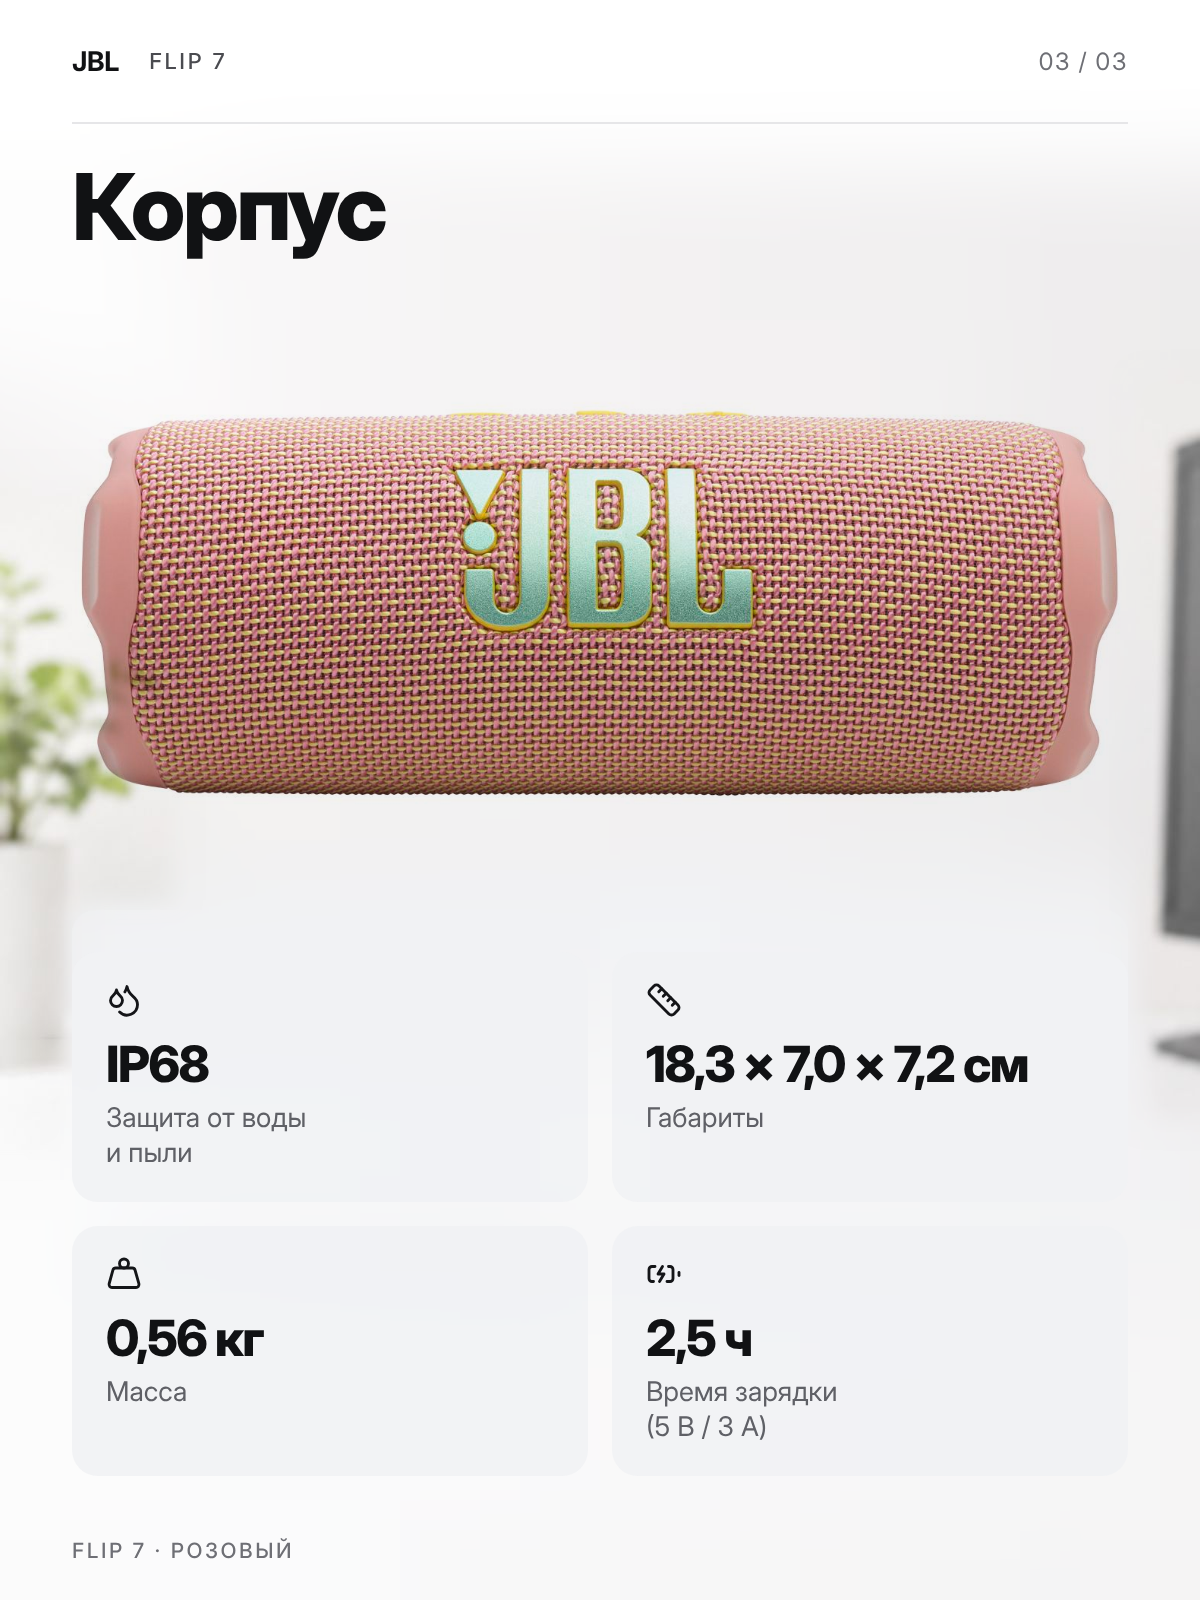 JBL FLIP 7 03 / 03
Корпус
JBL
IP68
Защита от воды
и пыли
18,3 × 7,0 × 7,2 см
Габариты
0,56 кг
Масса
2,5 ч
Время зарядки
(5 В / 3 А)
FLIP 7 · РОЗОВЫЙ